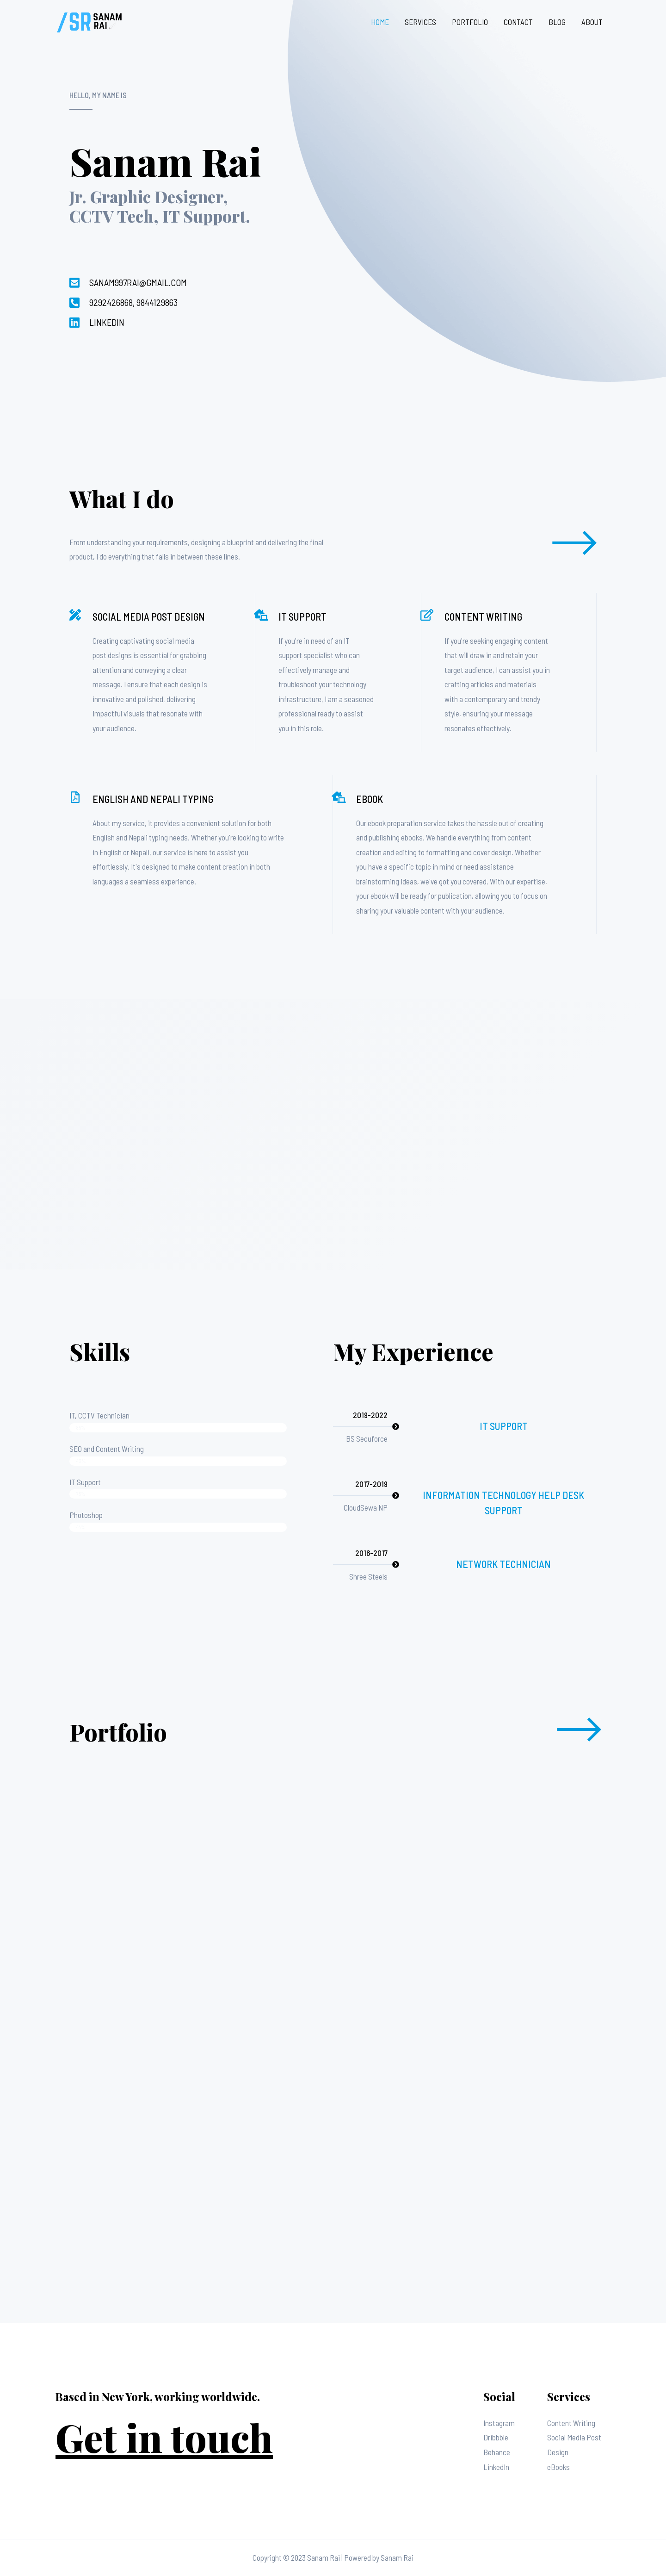 /SR SANAM
RAI
HOME SERVICES PORTFOLIO CONTACT BLOG ABOUT
HELLO, MY NAME IS
Sanam Rai
Jr. Graphic Designer,
CCTV Tech, IT Support.
SANAM997RAI@GMAIL.COM
9292426868, 9844129863
LINKEDIN
What I do
From understanding your requirements, designing a blueprint and delivering the final
product, I do everything that falls in between these lines.
SOCIAL MEDIA POST DESIGN
Creating captivating social media
post designs is essential for grabbing
attention and conveying a clear
message. I ensure that each design is
innovative and polished, delivering
impactful visuals that resonate with
your audience.
IT SUPPORT
If you're in need of an IT
support specialist who can
effectively manage and
troubleshoot your technology
infrastructure, I am a seasoned
professional ready to assist
you in this role.
CONTENT WRITING
If you're seeking engaging content
that will draw in and retain your
target audience, I can assist you in
crafting articles and materials
with a contemporary and trendy
style, ensuring your message
resonates effectively.
ENGLISH AND NEPALI TYPING
About my service, it provides a convenient solution for both
English and Nepali typing needs. Whether you're looking to write
in English or Nepali, our service is here to assist you
effortlessly. It's designed to make content creation in both
languages a seamless experience.
EBOOK
Our ebook preparation service takes the hassle out of creating
and publishing ebooks. We handle everything from content
creation and editing to formatting and cover design. Whether
you have a specific topic in mind or need assistance
brainstorming ideas, we've got you covered. With our expertise,
your ebook will be ready for publication, allowing you to focus on
sharing your valuable content with your audience.
Skills
IT, CCTV Technician
SEO and Content Writing
IT Support
Photoshop
My Experience
2019-2022
BS Secuforce
IT SUPPORT
2017-2019
CloudSewa NP
INFORMATION TECHNOLOGY HELP DESK
SUPPORT
2016-2017
Shree Steels
NETWORK TECHNICIAN
Portfolio
Based in New York, working worldwide.
Get in touch
Social
Instagram
Dribbble
Behance
LinkedIn
Services
Content Writing
Social Media Post
Design
eBooks
Copyright © 2023 Sanam Rai | Powered by Sanam Rai